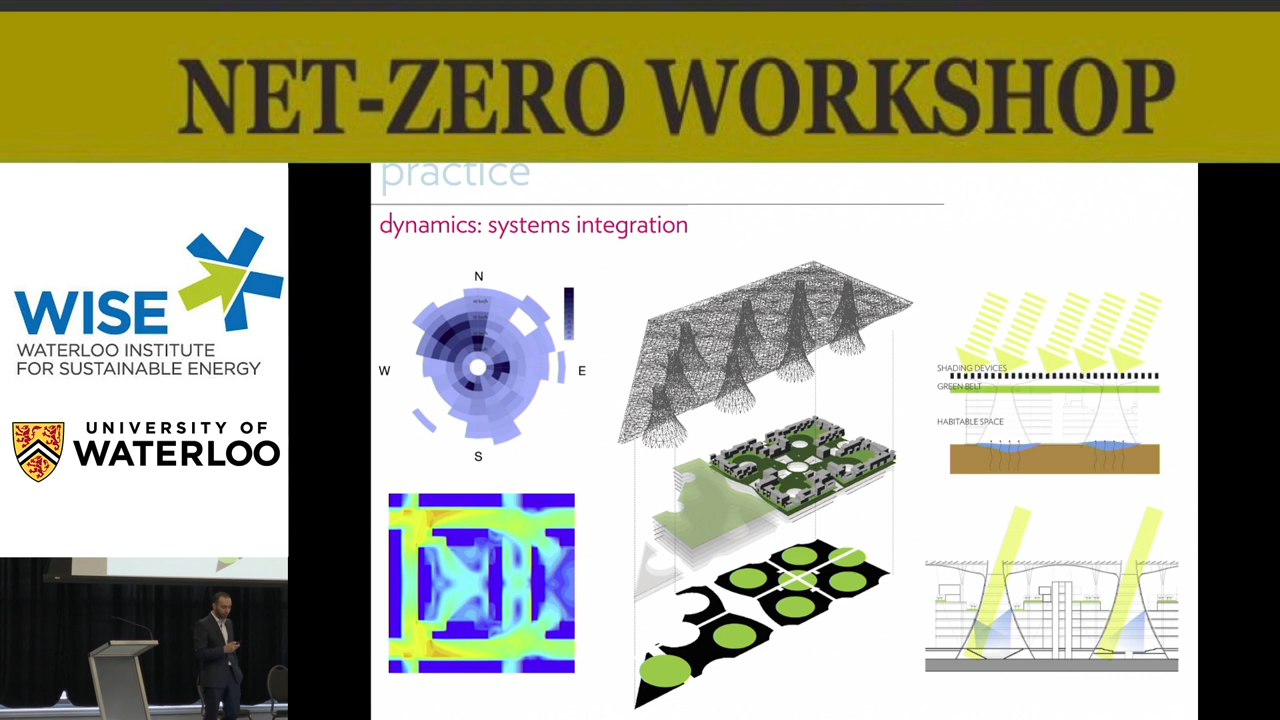 NET-ZERO WORKSHOP
practice
dynamics: systems integration
WISE
WATERLOO INSTITUTE
FOR SUSTAINABLE ENERGY
UNIVERSITY OF
WATERLOO
N
W
E
S
SHADING DEVICES
GREEN BELT
HABITABLE SPACE